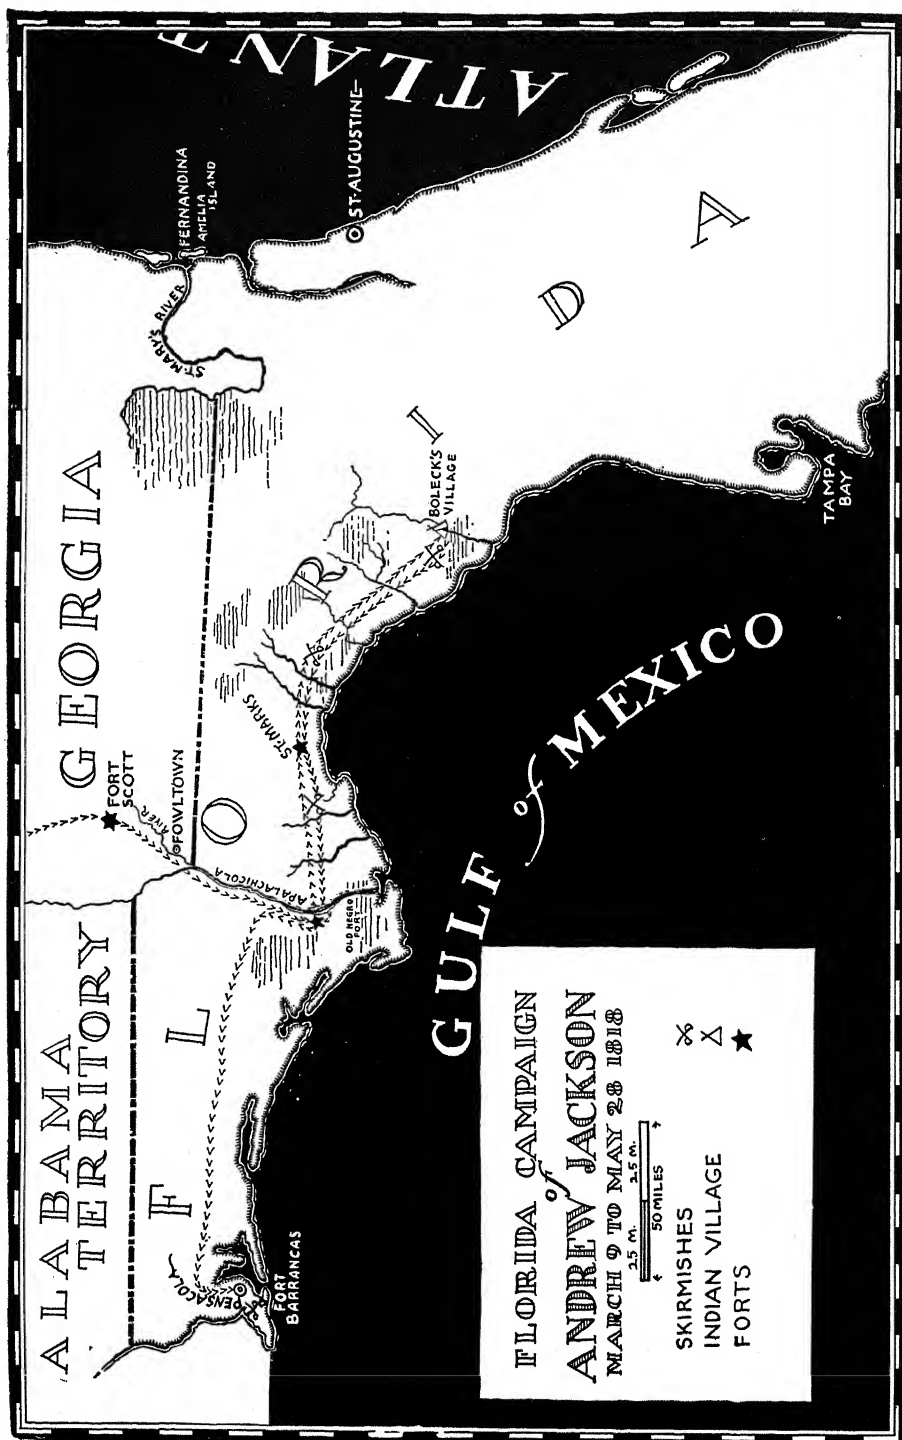 ATLANT
ALABAMA
TERRITORY
GEORGIA
FORT
SCOTT
RIVER
FOWLTOWN
APALACHICOLA
ST. MARY'S RIVER
FERNANDINA
AMELIA
ISLAND
ST. AUGUSTINE
FLORIDA
PENSACOLA
FORT
BARRANCAS
OLD NEGRO
FORT
ST. MARKS
BOLECK'S
VILLAGE
TAMPA
BAY
GULF of MEXICO
FLORIDA CAMPAIGN
of
ANDREW JACKSON
MARCH 9 TO MAY 28 1818
25 M. 25 M.
50 MILES
SKIRMISHES
INDIAN VILLAGE
FORTS